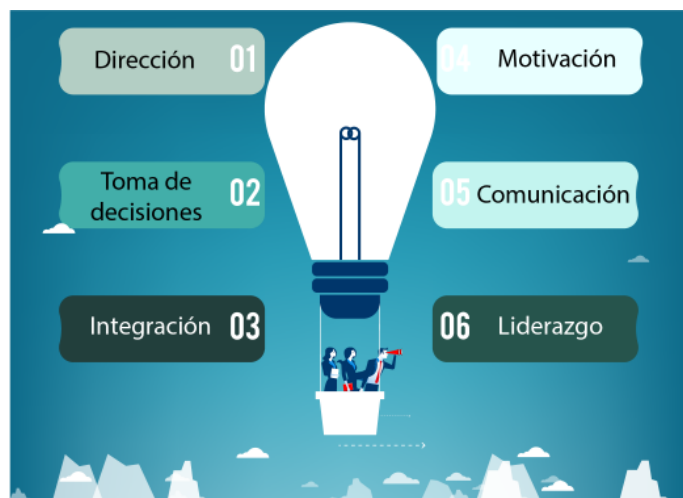 Dirección 01
Toma de
decisiones 02
Integración 03
04 Motivación
05 Comunicación
06 Liderazgo